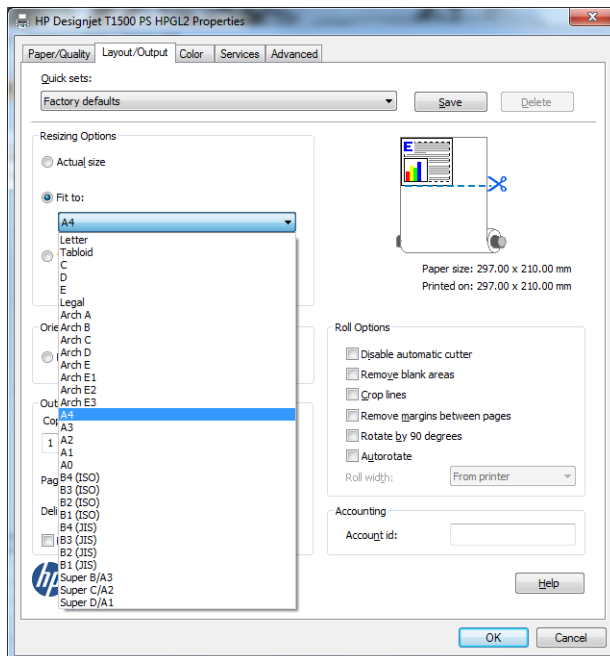 HP Designjet T1500 PS HPGL2 Properties
Paper/Quality Layout/Output Color Services Advanced
Quick sets:
Factory defaults Save Delete
Resizing Options
Actual size
Fit to:
A4
Letter
Tabloid
C
D
E
Legal
Arch A
Arch B
Arch C
Arch D
Arch E
Arch E1
Arch E2
Arch E3
A4
A3
A2
A1
A0
B4 (ISO)
B3 (ISO)
B2 (ISO)
B1 (ISO)
B4 (JIS)
B3 (JIS)
B2 (JIS)
B1 (JIS)
Super B/A3
Super C/A2
Super D/A1
1
hp
E
Paper size: 297.00 x 210.00 mm
Printed on: 297.00 x 210.00 mm
Roll Options
Disable automatic cutter
Remove blank areas
Crop lines
Remove margins between pages
Rotate by 90 degrees
Autorotate
Roll width: From printer
Accounting
Account id:
Help
OK Cancel